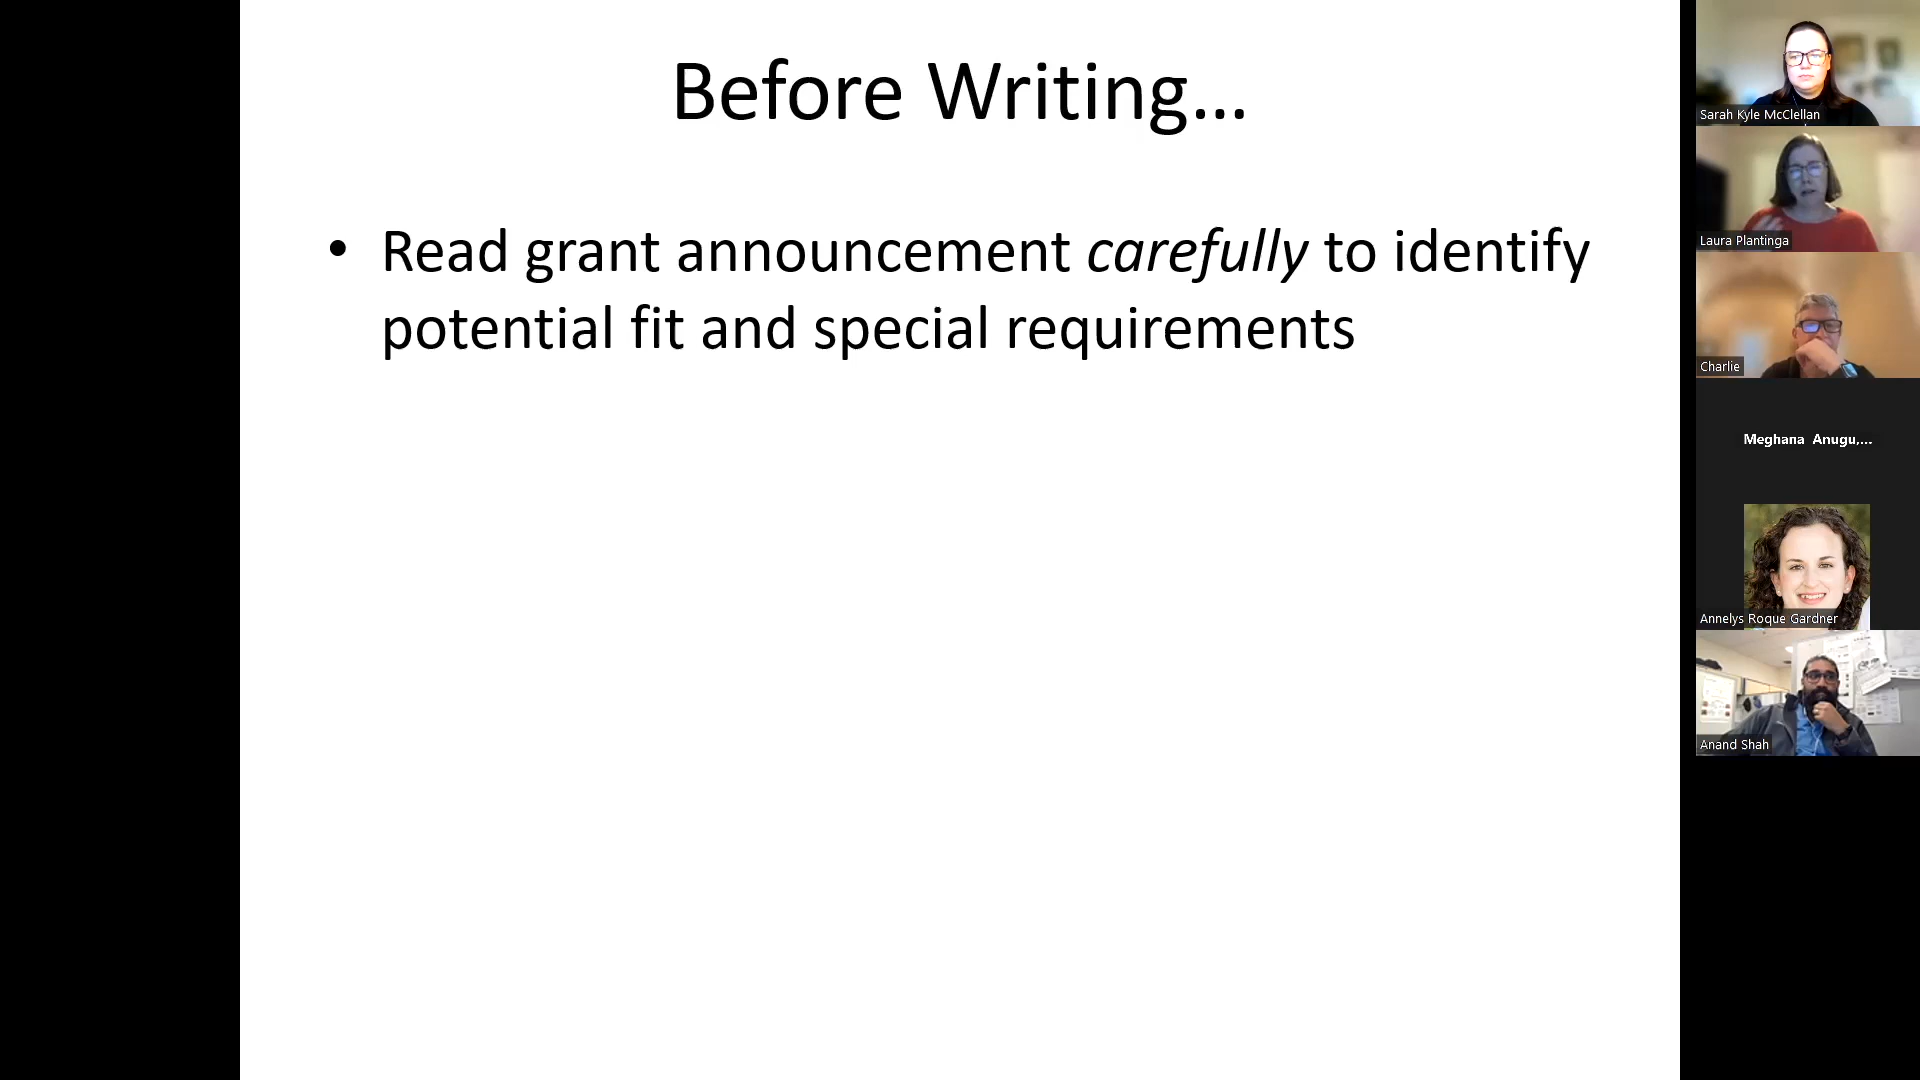 Before Writing...
• Read grant announcement carefully to identify
potential fit and special requirements
Sarah Kyle McClellan
Laura Plantinga
Charlie
Meghana Anugu,...
Annelys Roque Gardner
Anand Shah